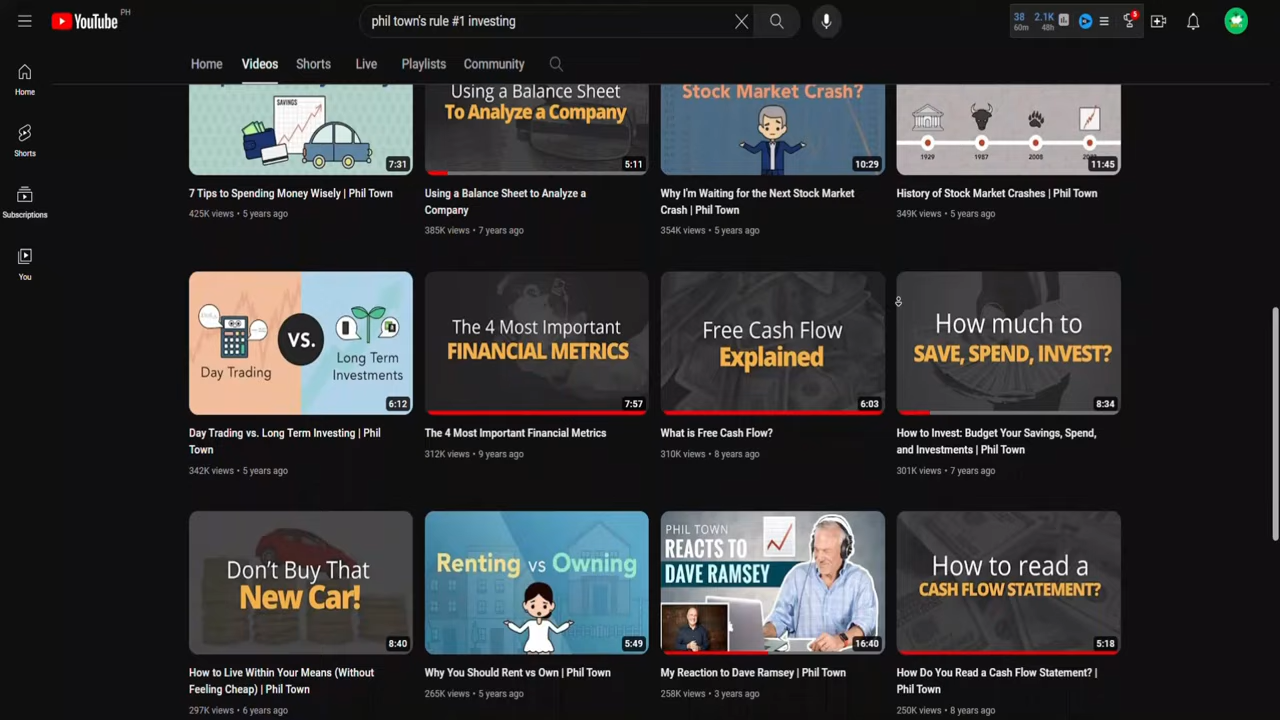 YouTube PH
phil town's rule #1 investing
38 60m 2.1K 48h 5
Home Videos Shorts Live Playlists Community
Home
Shorts
Subscriptions
You
SAVINGS
7:31
7 Tips to Spending Money Wisely | Phil Town
425K views • 5 years ago
Using a Balance Sheet
To Analyze a Company
5:11
Using a Balance Sheet to Analyze a
Company
385K views • 7 years ago
Stock Market Crash?
10:29
Why I'm Waiting for the Next Stock Market
Crash | Phil Town
354K views • 5 years ago
1929 1987 2008
11:45
History of Stock Market Crashes | Phil Town
349K views • 5 years ago
Day Trading
VS.
Long Term
Investments
6:12
Day Trading vs. Long Term Investing | Phil
Town
342K views • 5 years ago
The 4 Most Important
FINANCIAL METRICS
7:57
The 4 Most Important Financial Metrics
312K views • 9 years ago
Free Cash Flow
Explained
6:03
What is Free Cash Flow?
310K views • 8 years ago
How much to
SAVE, SPEND, INVEST?
8:34
How to Invest: Budget Your Savings, Spend,
and Investments | Phil Town
301K views • 7 years ago
Don't Buy That
New Car!
8:40
How to Live Within Your Means (Without
Feeling Cheap) | Phil Town
297K views • 6 years ago
Renting vs Owning
5:49
Why You Should Rent vs Own | Phil Town
265K views • 5 years ago
PHIL TOWN
REACTS TO
DAVE RAMSEY
16:40
My Reaction to Dave Ramsey | Phil Town
258K views • 3 years ago
How to read a
CASH FLOW STATEMENT?
5:18
How Do You Read a Cash Flow Statement? |
Phil Town
250K views • 8 years ago